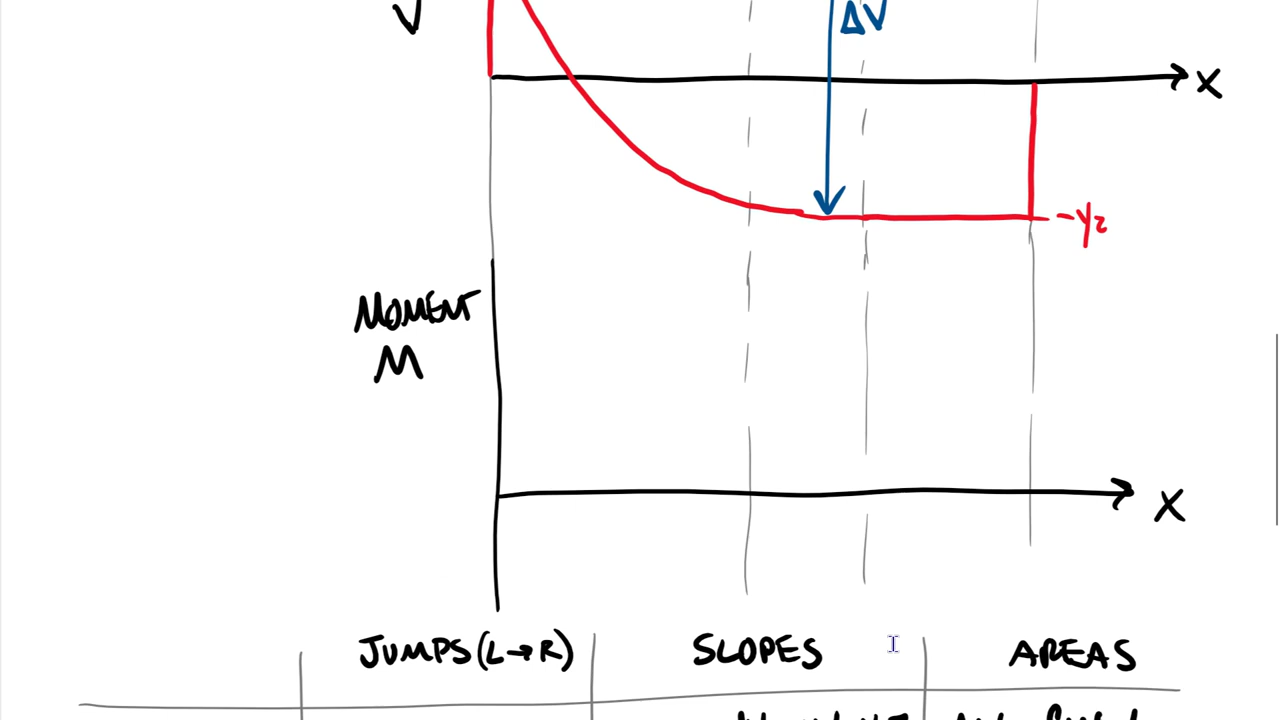 V
ΔV
X
-Y₂
MOMENT
M
X
JUMPS (L→R)
SLOPES
AREAS